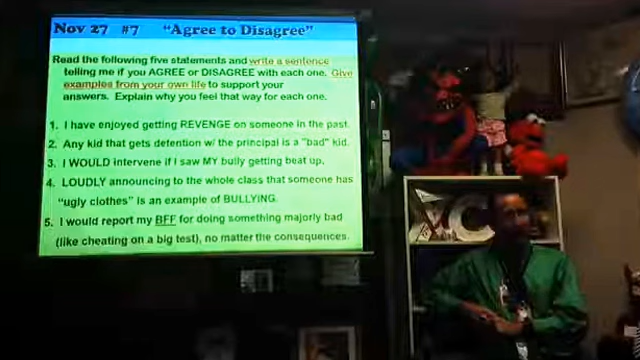 Nov 27 #7 "Agree to Disagree"
Read the following five statements and write a sentence
telling me if you AGREE or DISAGREE with each one. Give
examples from your own life to support your
answers. Explain why you feel that way for each one.
1. I have enjoyed getting REVENGE on someone in the past.
2. Any kid that gets detention w/ the principal is a "bad" kid.
3. I WOULD intervene if I saw MY bully getting beat up.
4. LOUDLY announcing to the whole class that someone has
"ugly clothes" is an example of BULLYING.
5. I would report my BFF for doing something majorly bad
(like cheating on a big test), no matter the consequences.